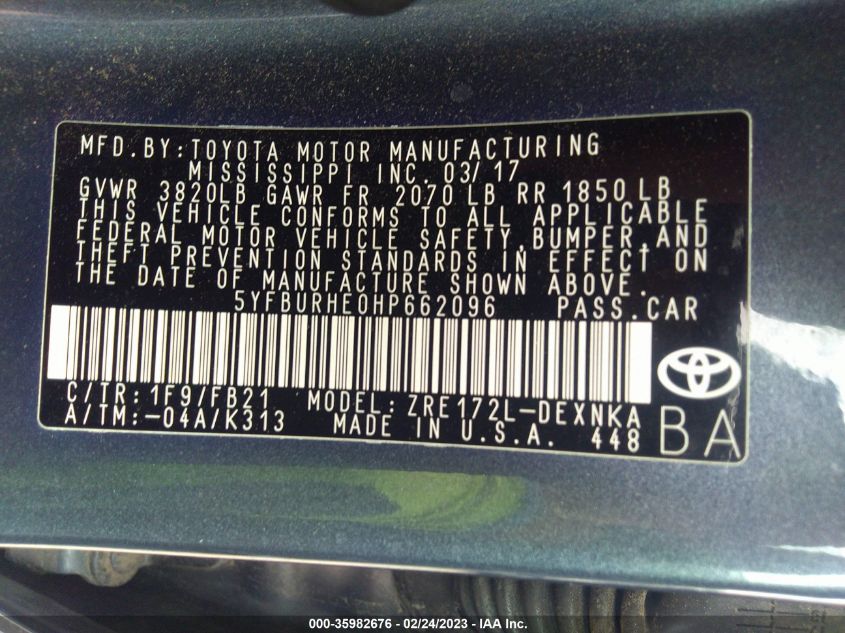 MFD.BY:TOYOTA MOTOR MANUFACTURING
MISSISSIPPI INC. 03/17
GVWR 3820LB GAWR FR 2070 LB RR 1850 LB
THIS VEHICLE CONFORMS TO ALL APPLICABLE
FEDERAL MOTOR VEHICLE SAFETY,BUMPER,AND
THEFT PREVENTION STANDARDS IN EFFECT ON
THE DATE OF MANUFACTURE SHOWN ABOVE.
5YFBURHE0HP662096 PASS.CAR
C/TR:1F9/FB21 MODEL:ZRE172L-DEXNKA
A/TM:-04A/K313 MADE IN U.S.A. 448
BA
000-35982676 - 02/24/2023 - IAA Inc.